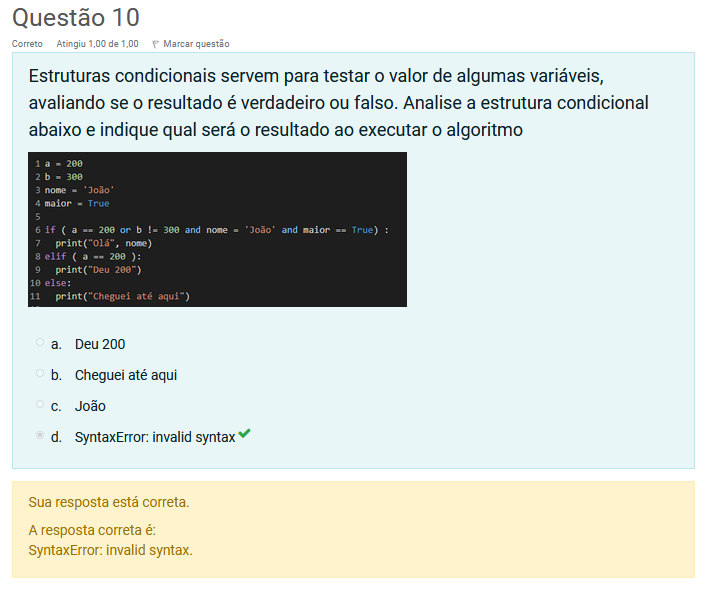 Questão 10
Correto Atingiu 1,00 de 1,00 Marcar questão
Estruturas condicionais servem para testar o valor de algumas variáveis,
avaliando se o resultado é verdadeiro ou falso. Analise a estrutura condicional
abaixo e indique qual será o resultado ao executar o algoritmo
1 a = 200
2 b = 300
3 nome = 'João'
4 maior = True
5
6 if ( a == 200 or b != 300 and nome = 'João' and maior == True) :
7 print("Olá", nome)
8 elif ( a == 200 ):
9 print("Deu 200")
10 else:
11 print("Cheguei até aqui")
a. Deu 200
b. Cheguei até aqui
c. João
d. SyntaxError: invalid syntax
Sua resposta está correta.
A resposta correta é:
SyntaxError: invalid syntax.